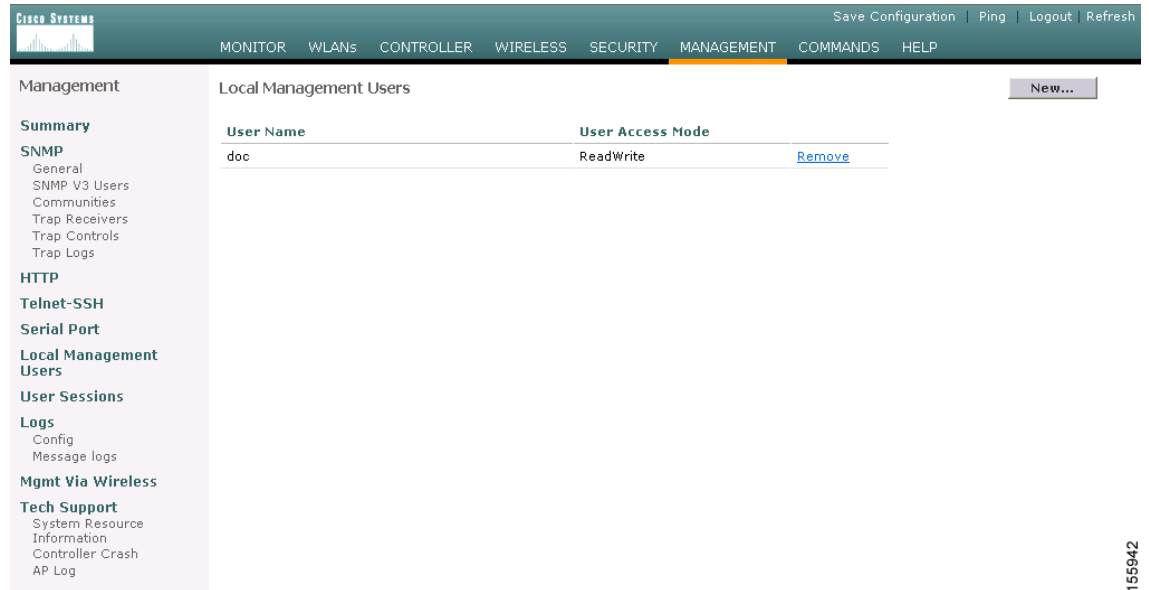 CISCO SYSTEMS
Save Configuration | Ping | Logout | Refresh
MONITOR WLANs CONTROLLER WIRELESS SECURITY MANAGEMENT COMMANDS HELP
Management
Local Management Users
New...
Summary
User Name User Access Mode
SNMP
doc ReadWrite Remove
General
SNMP V3 Users
Communities
Trap Receivers
Trap Controls
Trap Logs
HTTP
Telnet-SSH
Serial Port
Local Management
Users
User Sessions
Logs
Config
Message logs
Mgmt Via Wireless
Tech Support
System Resource
Information
Controller Crash
AP Log
155942